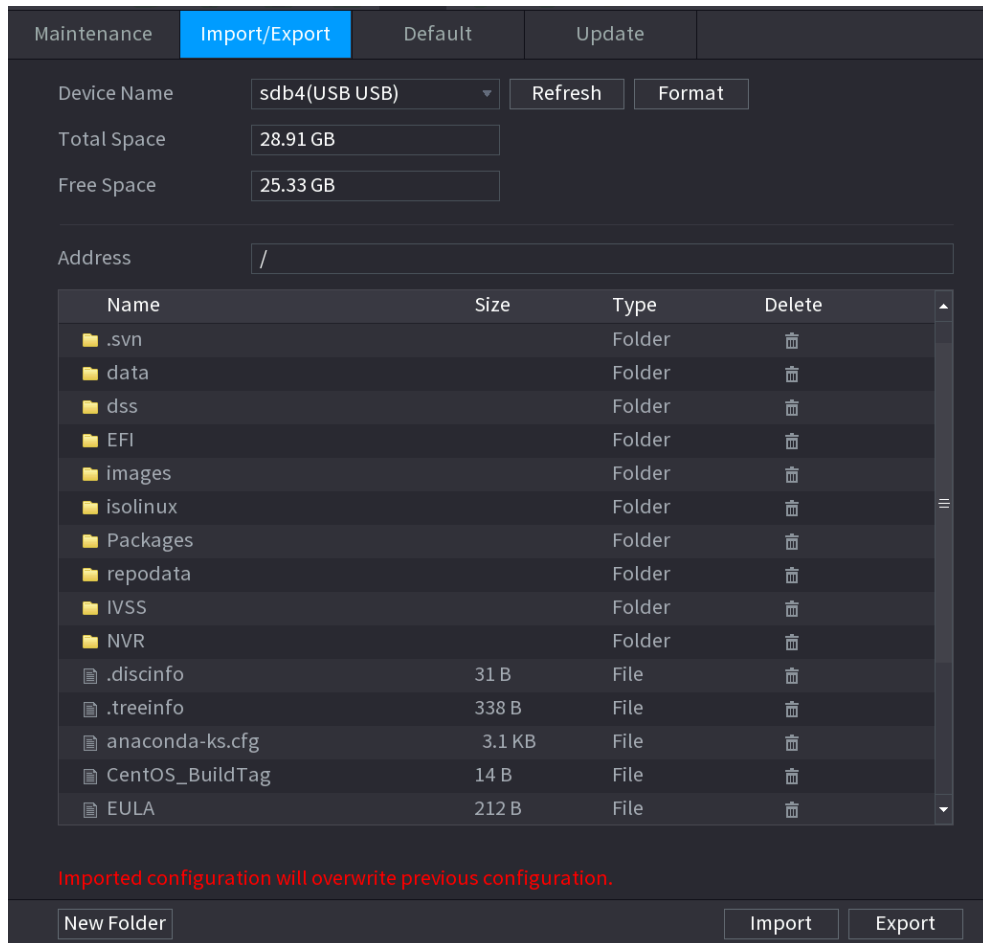 Maintenance Import/Export Default Update
Device Name sdb4(USB USB) Refresh Format
Total Space 28.91 GB
Free Space 25.33 GB
Address /
Name Size Type Delete
.svn Folder
data Folder
dss Folder
EFI Folder
images Folder
isolinux Folder
Packages Folder
repodata Folder
IVSS Folder
NVR Folder
.discinfo 31 B File
.treeinfo 338 B File
anaconda-ks.cfg 3.1 KB File
CentOS_BuildTag 14 B File
EULA 212 B File
Imported configuration will overwrite previous configuration.
New Folder Import Export